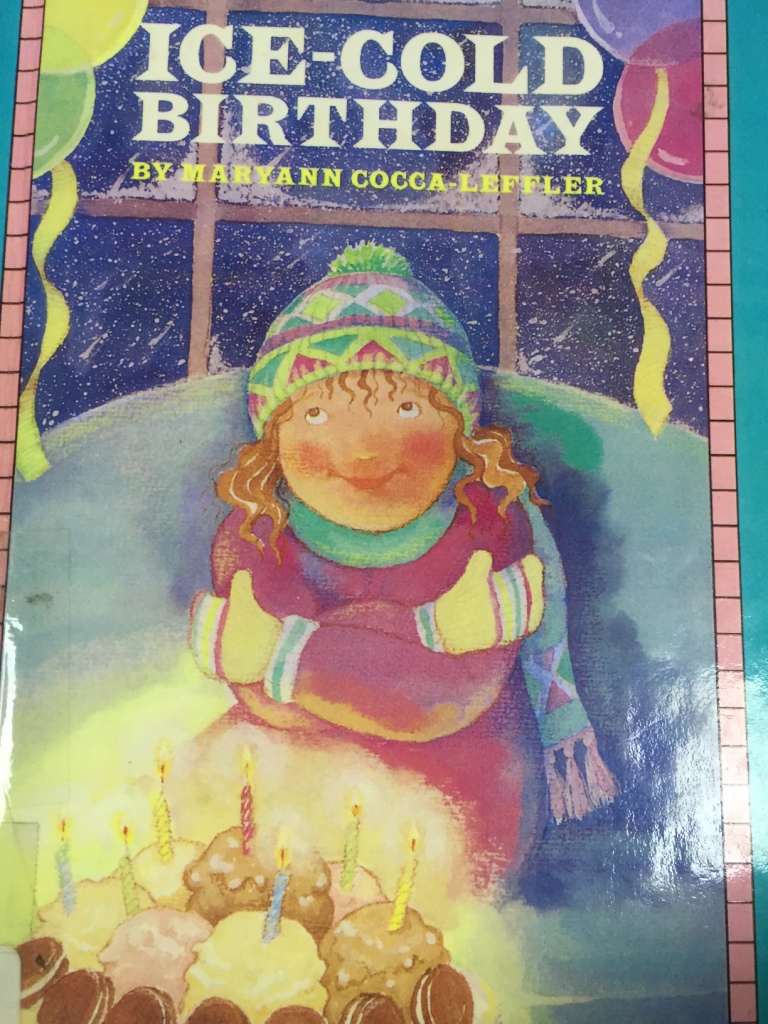 ICE-COLD
BIRTHDAY
BY MARYANN COCCA-LEFFLER